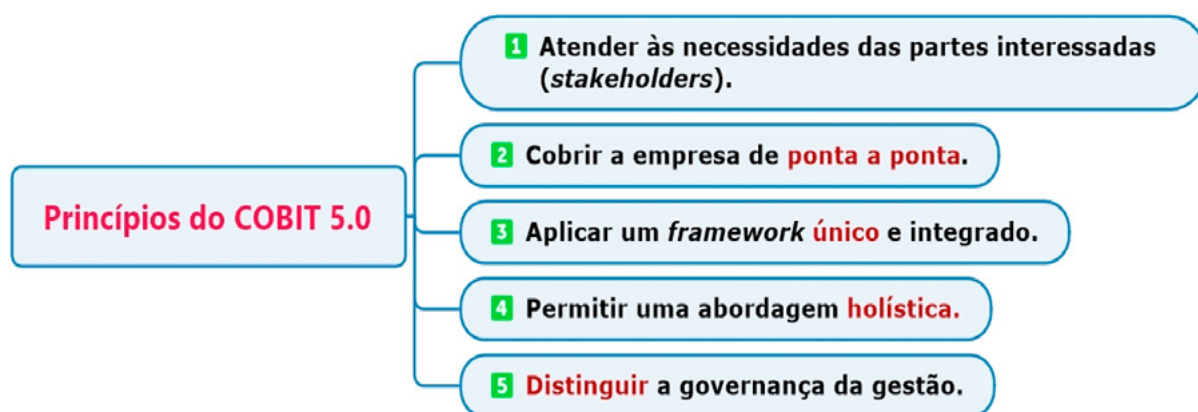 Princípios do COBIT 5.0
1 Atender às necessidades das partes interessadas
(stakeholders).
2 Cobrir a empresa de ponta a ponta.
3 Aplicar um framework único e integrado.
4 Permitir uma abordagem holística.
5 Distinguir a governança da gestão.